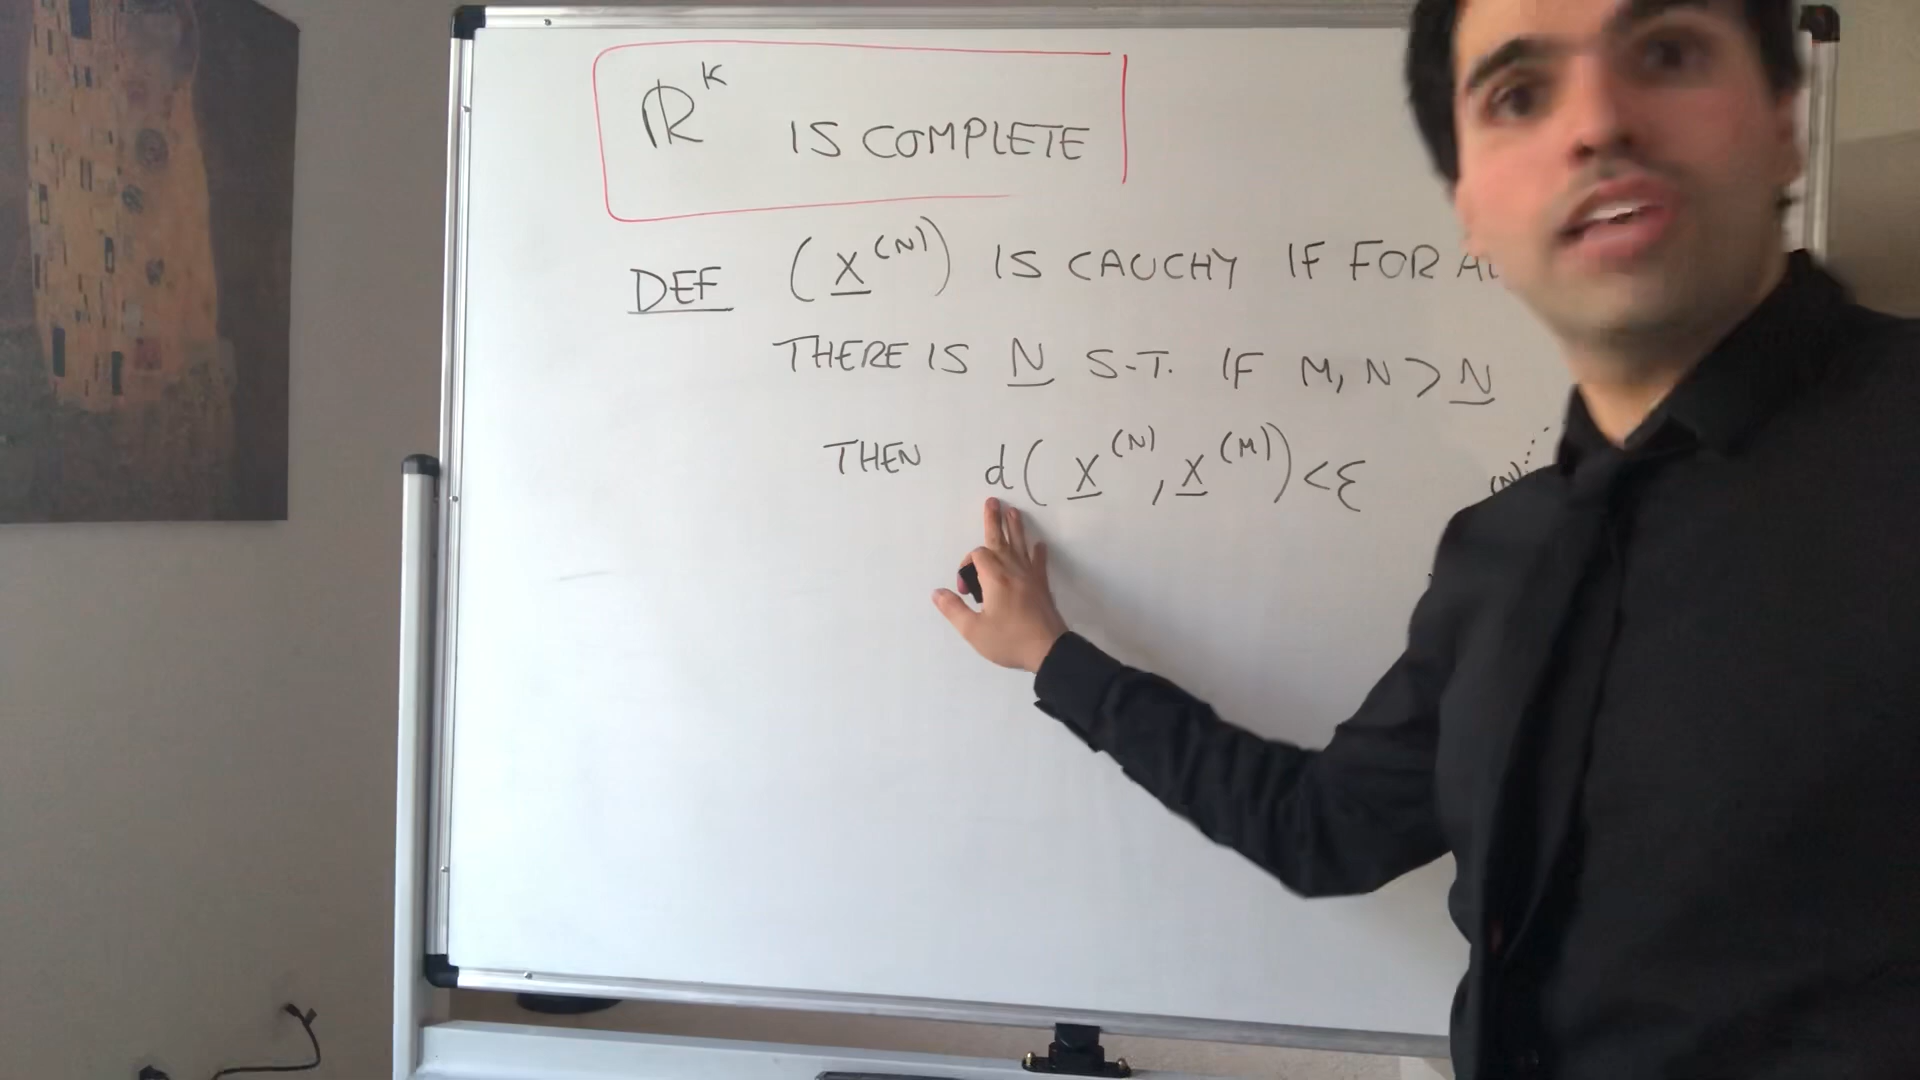 ℝ^K IS COMPLETE
DEF (x^(N)) IS CAUCHY IF FOR
THERE IS N S.T. IF M, N > N
THEN d(x^(N), x^(M)) < ε
(N)